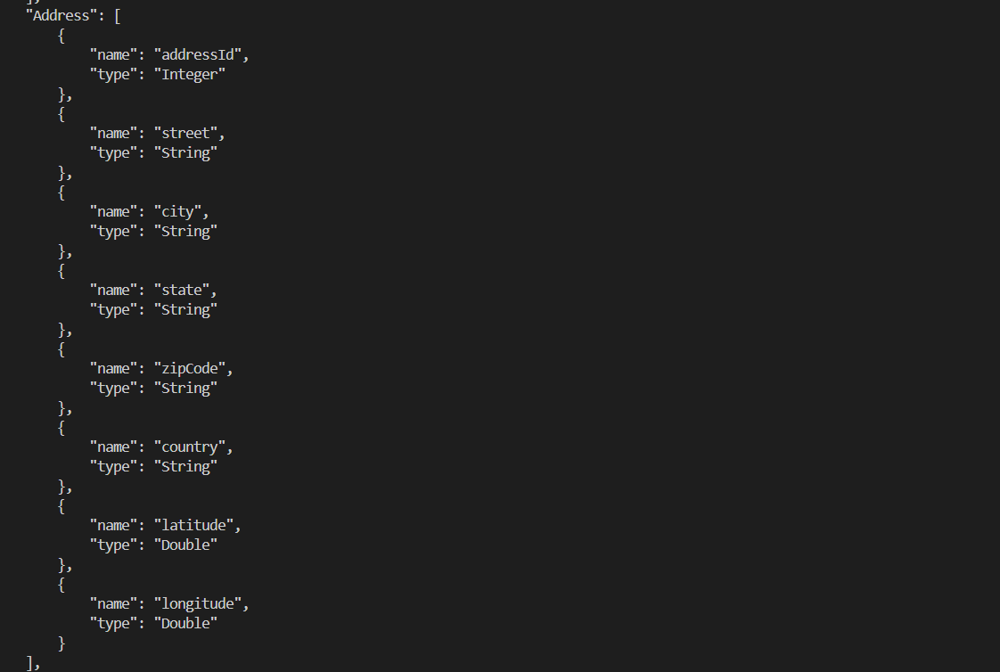 ],
"Address": [
{
"name": "addressId",
"type": "Integer"
},
{
"name": "street",
"type": "String"
},
{
"name": "city",
"type": "String"
},
{
"name": "state",
"type": "String"
},
{
"name": "zipCode",
"type": "String"
},
{
"name": "country",
"type": "String"
},
{
"name": "latitude",
"type": "Double"
},
{
"name": "longitude",
"type": "Double"
}
],